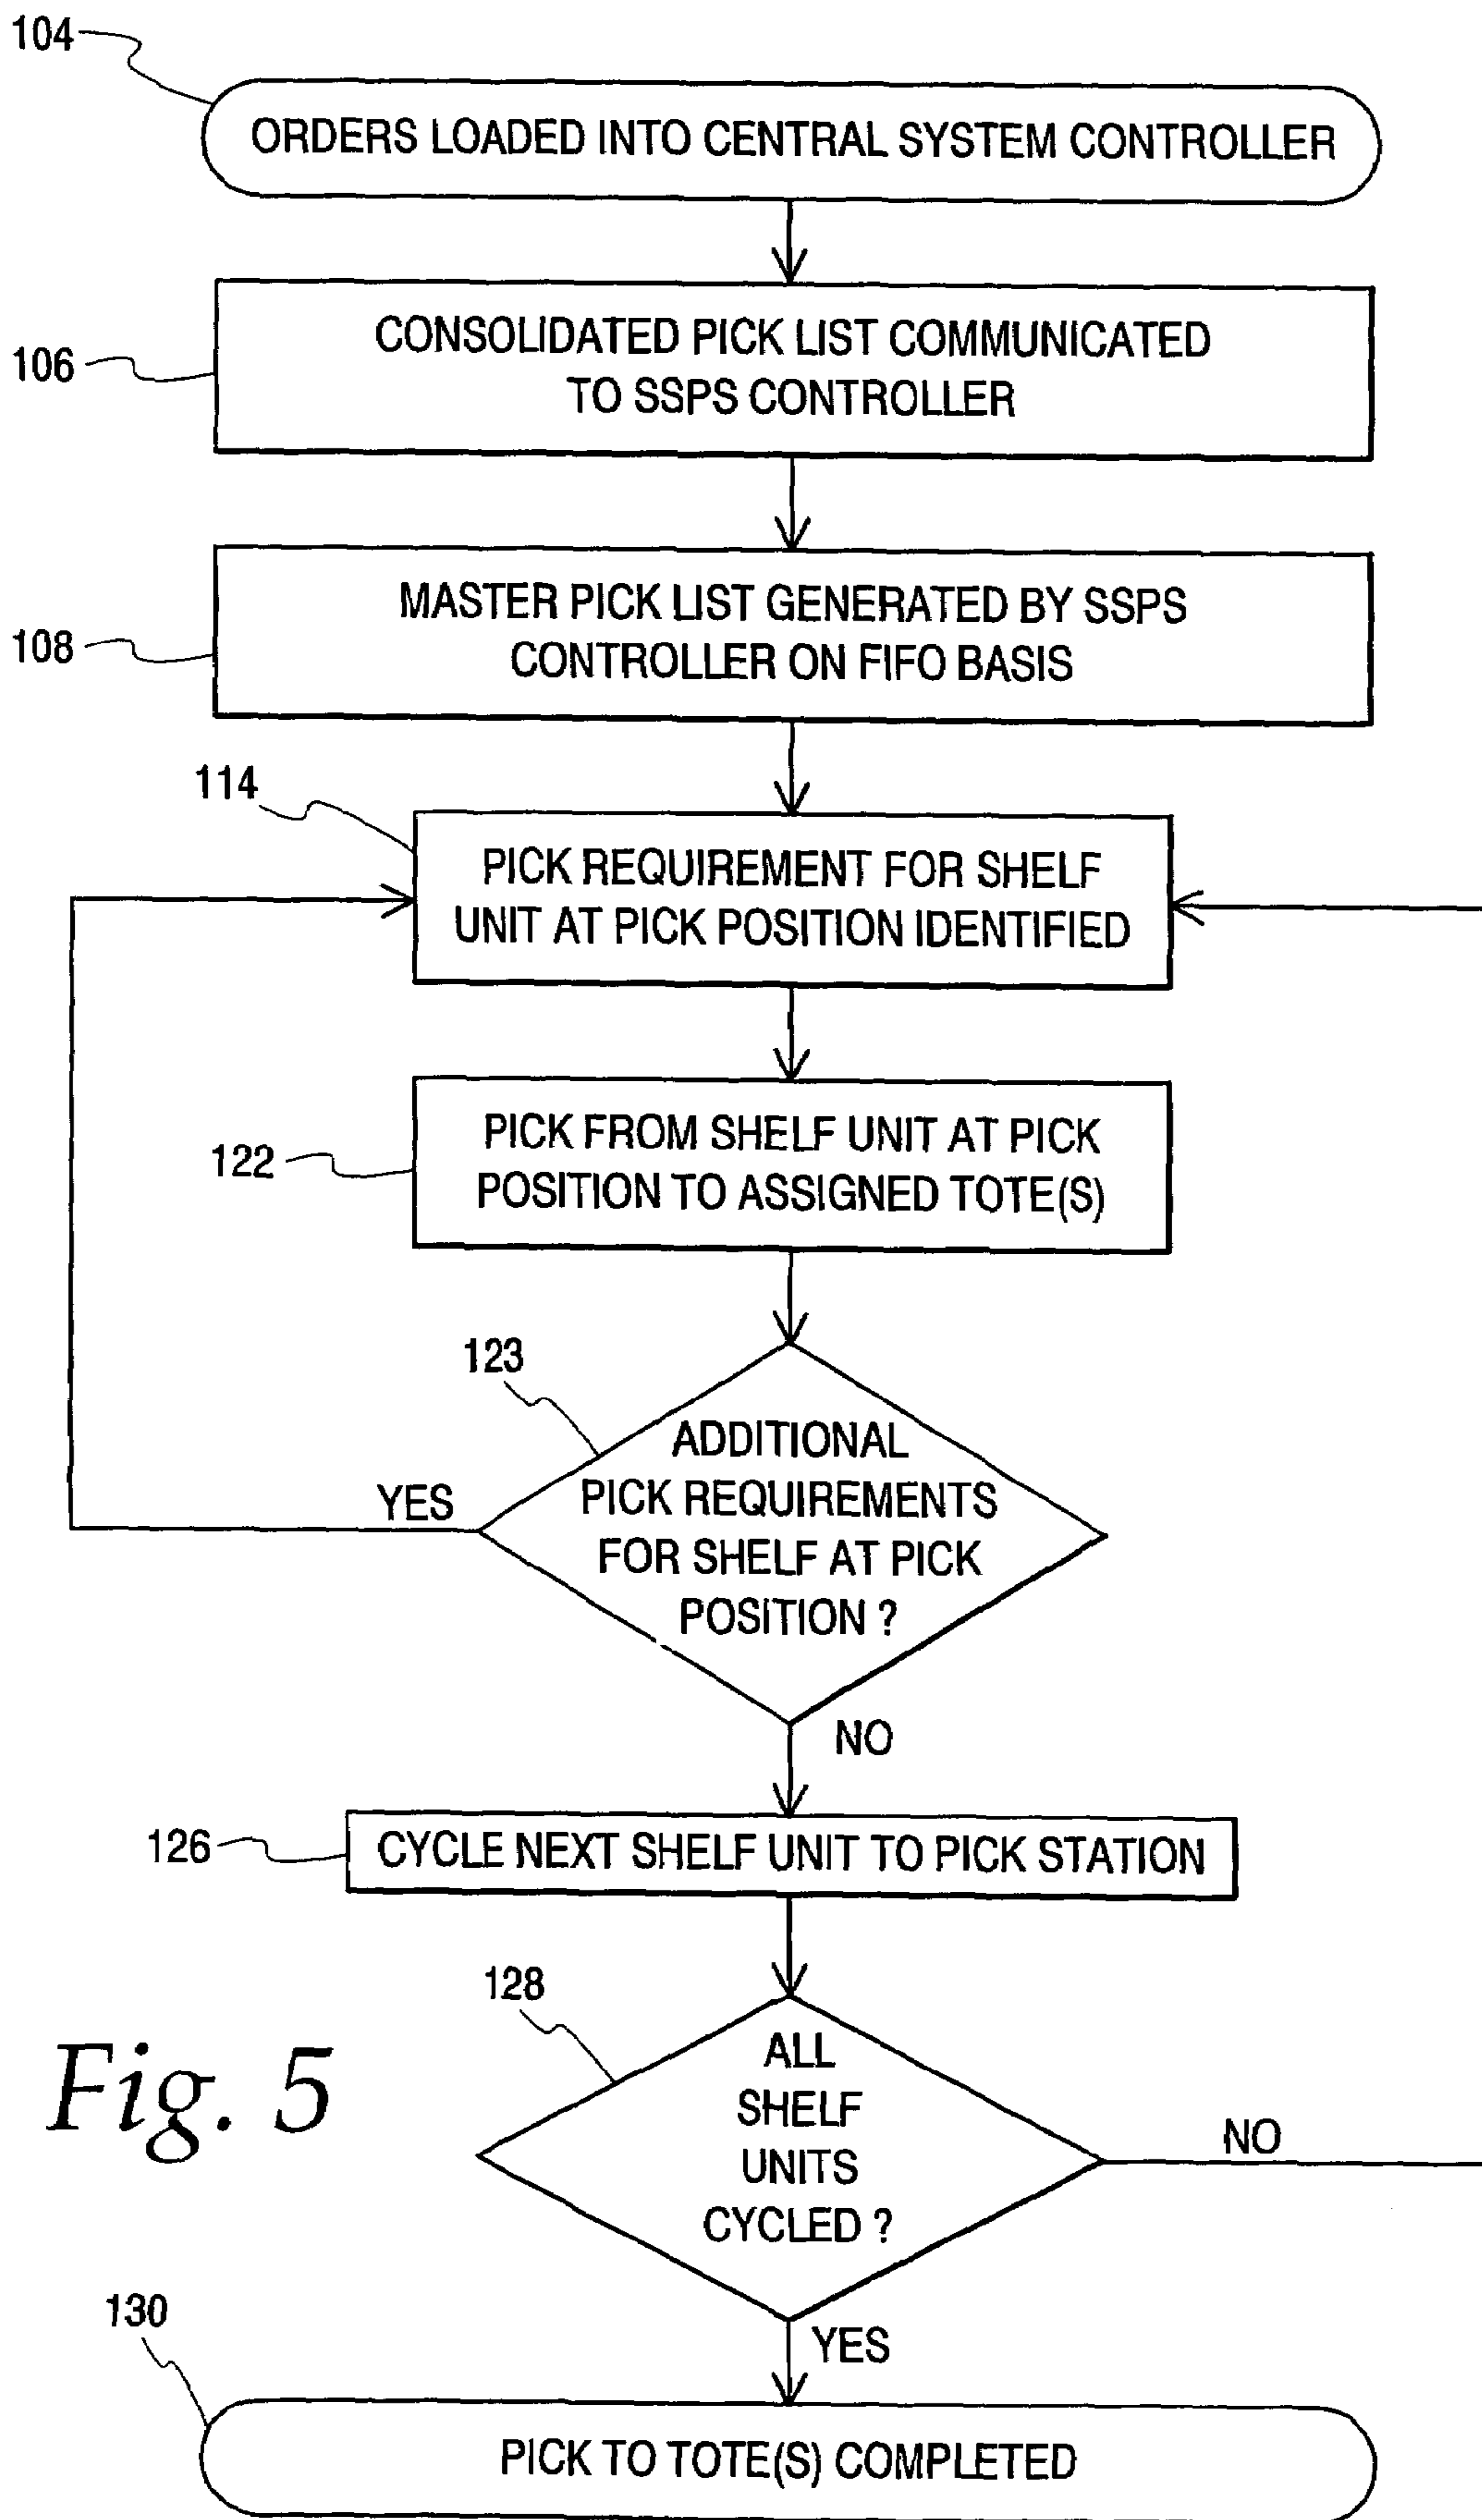 104
ORDERS LOADED INTO CENTRAL SYSTEM CONTROLLER
106
CONSOLIDATED PICK LIST COMMUNICATED
TO SSPS CONTROLLER
108
MASTER PICK LIST GENERATED BY SSPS
CONTROLLER ON FIFO BASIS
114
PICK REQUIREMENT FOR SHELF
UNIT AT PICK POSITION IDENTIFIED
122
PICK FROM SHELF UNIT AT PICK
POSITION TO ASSIGNED TOTE(S)
123
ADDITIONAL
PICK REQUIREMENTS
FOR SHELF AT PICK
POSITION ?
YES
NO
126
CYCLE NEXT SHELF UNIT TO PICK STATION
128
ALL
SHELF
UNITS
CYCLED ?
NO
YES
Fig. 5
130
PICK TO TOTE(S) COMPLETED